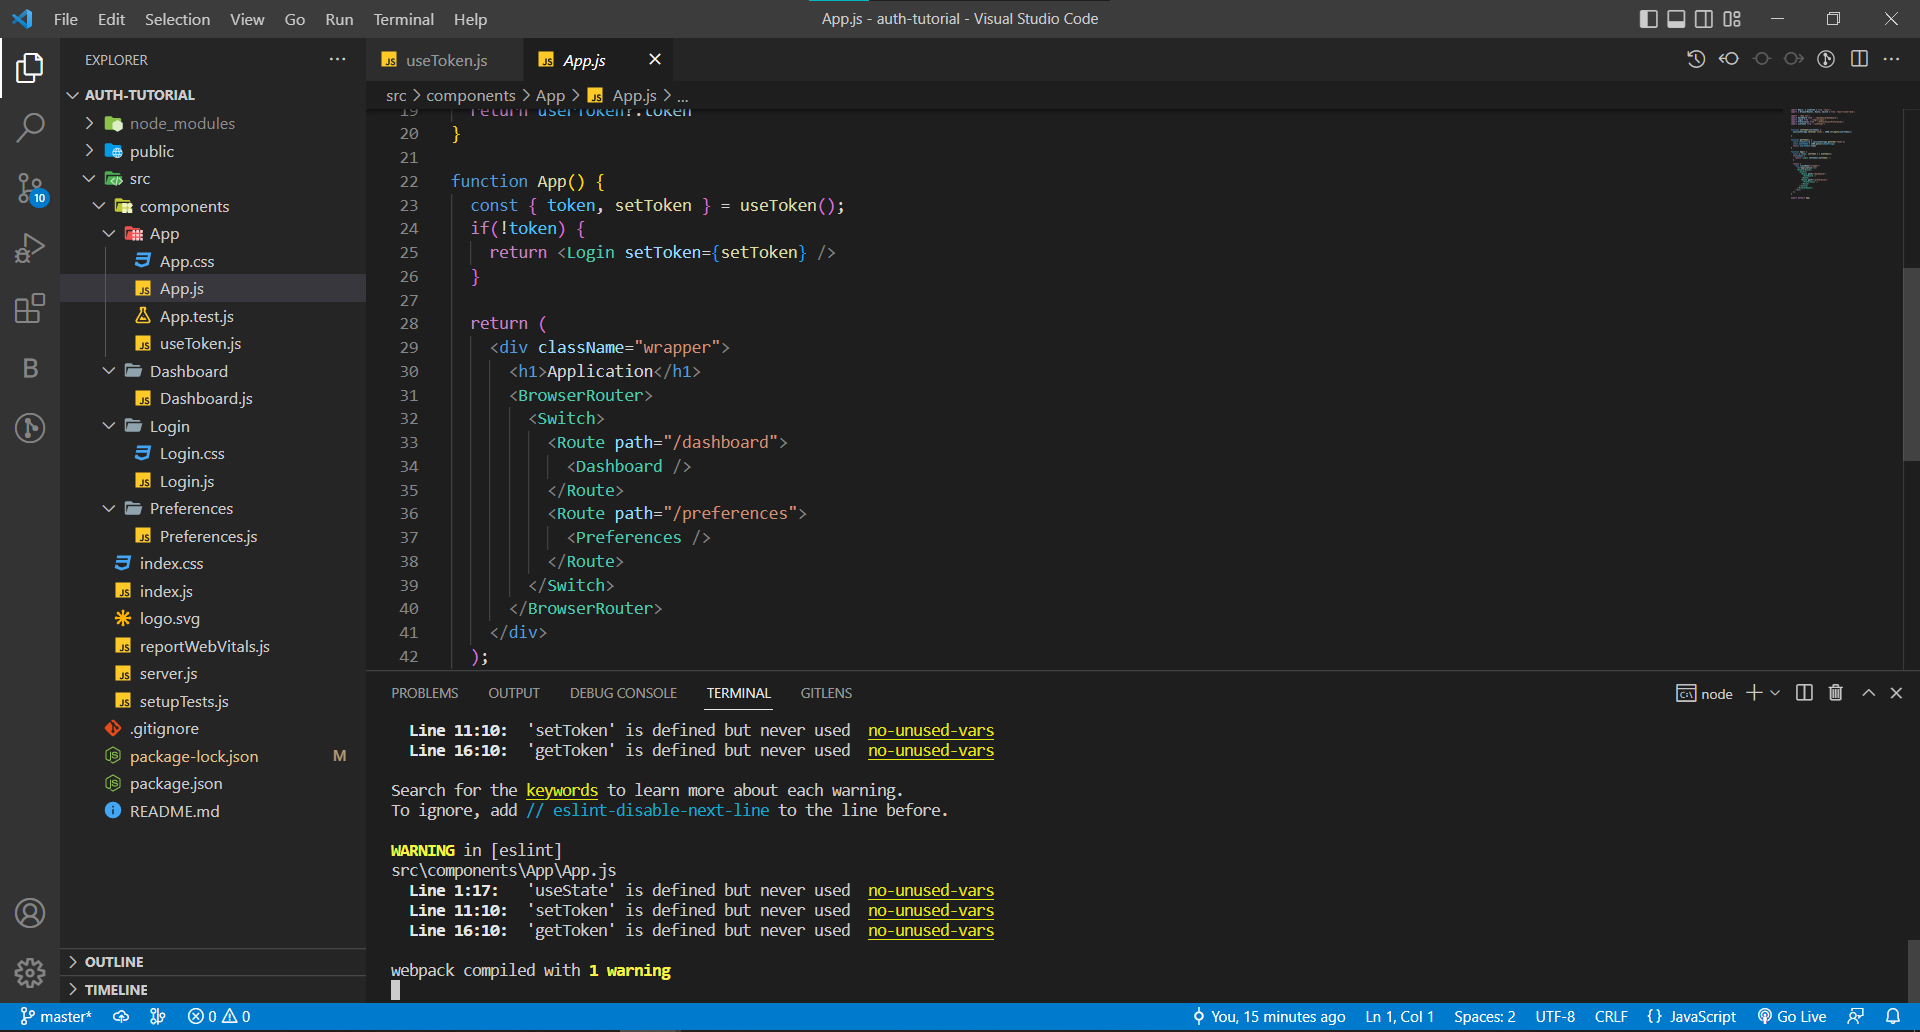 File Edit Selection View Go Run Terminal Help
App.js - auth-tutorial - Visual Studio Code
EXPLORER
AUTH-TUTORIAL
node_modules
public
src
components
App
App.css
App.js
App.test.js
useToken.js
Dashboard
Dashboard.js
Login
Login.css
Login.js
Preferences
Preferences.js
index.css
index.js
logo.svg
reportWebVitals.js
server.js
setupTests.js
.gitignore
package-lock.json M
package.json
README.md
OUTLINE
TIMELINE
10
B
JS useToken.js
JS App.js
src > components > App > JS App.js > ...
19 return userToken?.token
20 }
21
22 function App() {
23 const { token, setToken } = useToken();
24 if(!token) {
25 return <Login setToken={setToken} />
26 }
27
28 return (
29 <div className="wrapper">
30 <h1>Application</h1>
31 <BrowserRouter>
32 <Switch>
33 <Route path="/dashboard">
34 <Dashboard />
35 </Route>
36 <Route path="/preferences">
37 <Preferences />
38 </Route>
39 </Switch>
40 </BrowserRouter>
41 </div>
42 );
PROBLEMS OUTPUT DEBUG CONSOLE TERMINAL GITLENS
node
Line 11:10: 'setToken' is defined but never used no-unused-vars
Line 16:10: 'getToken' is defined but never used no-unused-vars
Search for the keywords to learn more about each warning.
To ignore, add // eslint-disable-next-line to the line before.
WARNING in [eslint]
src\components\App\App.js
Line 1:17: 'useState' is defined but never used no-unused-vars
Line 11:10: 'setToken' is defined but never used no-unused-vars
Line 16:10: 'getToken' is defined but never used no-unused-vars
webpack compiled with 1 warning
master* 0 0 You, 15 minutes ago Ln 1, Col 1 Spaces: 2 UTF-8 CRLF {} JavaScript Go Live